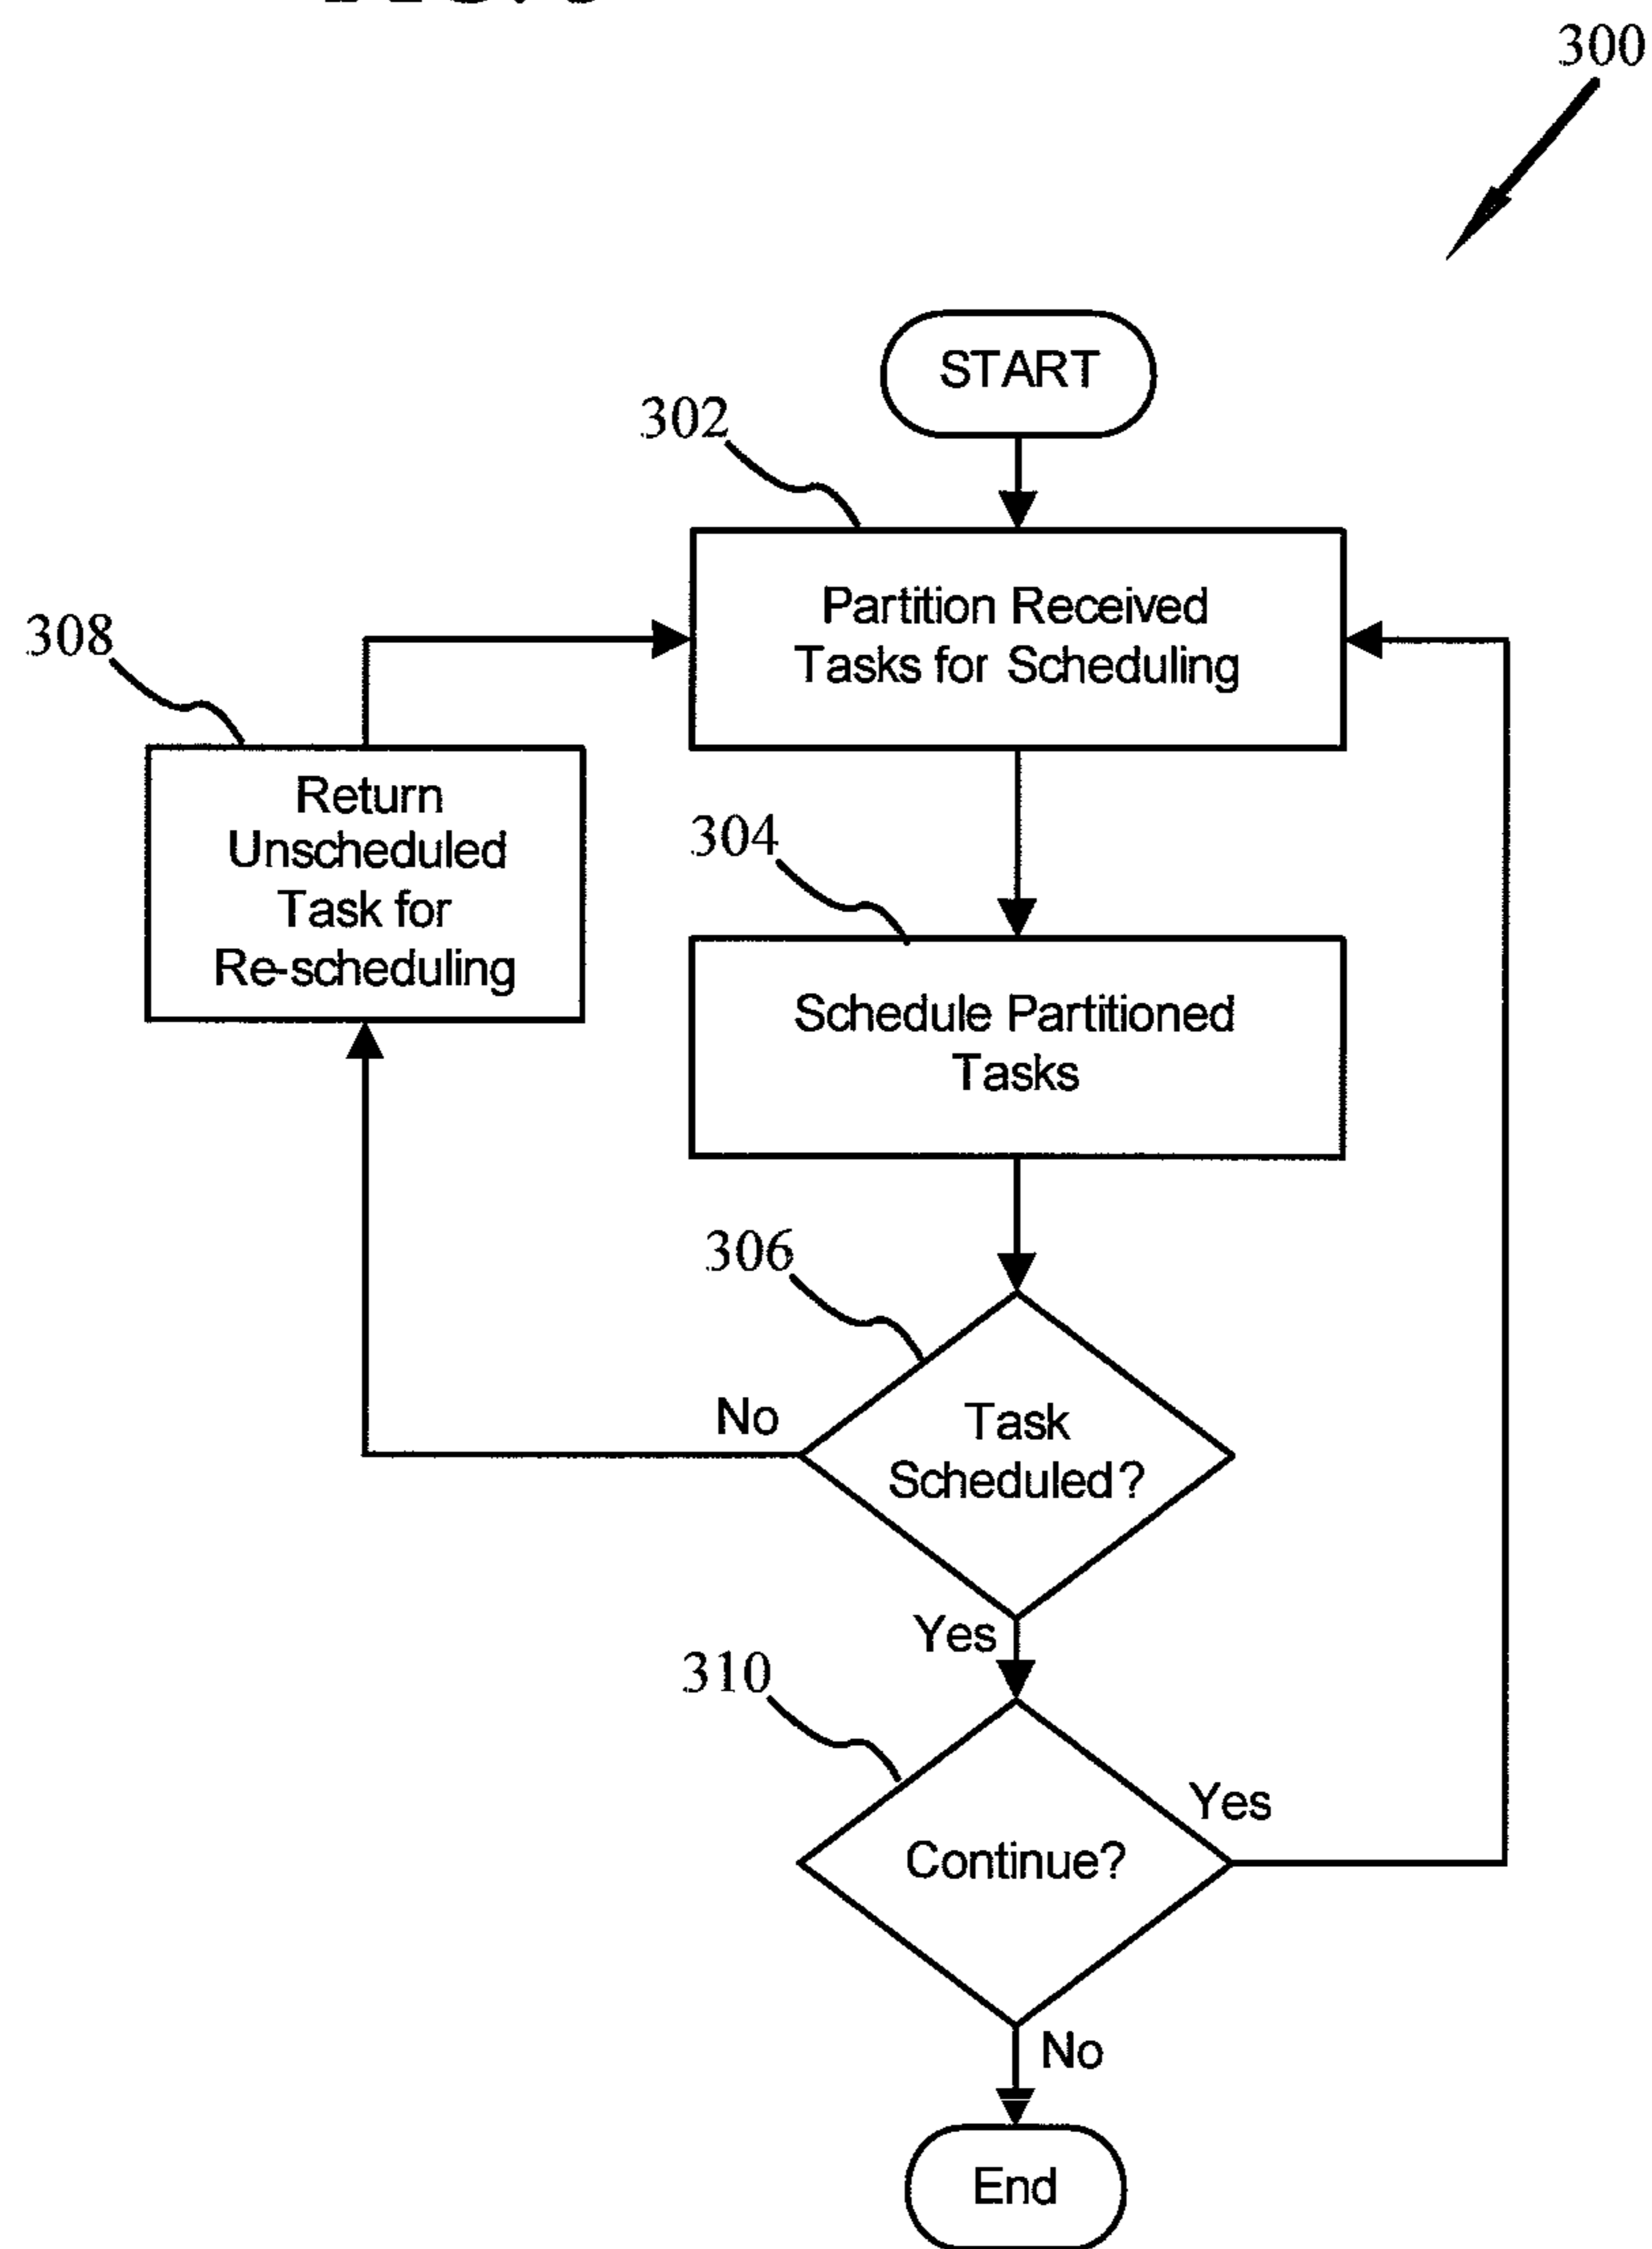 300
START
302
Partition Received
Tasks for Scheduling
308
Return
Unscheduled
Task for
Re-scheduling
304
Schedule Partitioned
Tasks
306
No
Task
Scheduled?
Yes
310
Yes
Continue?
No
End